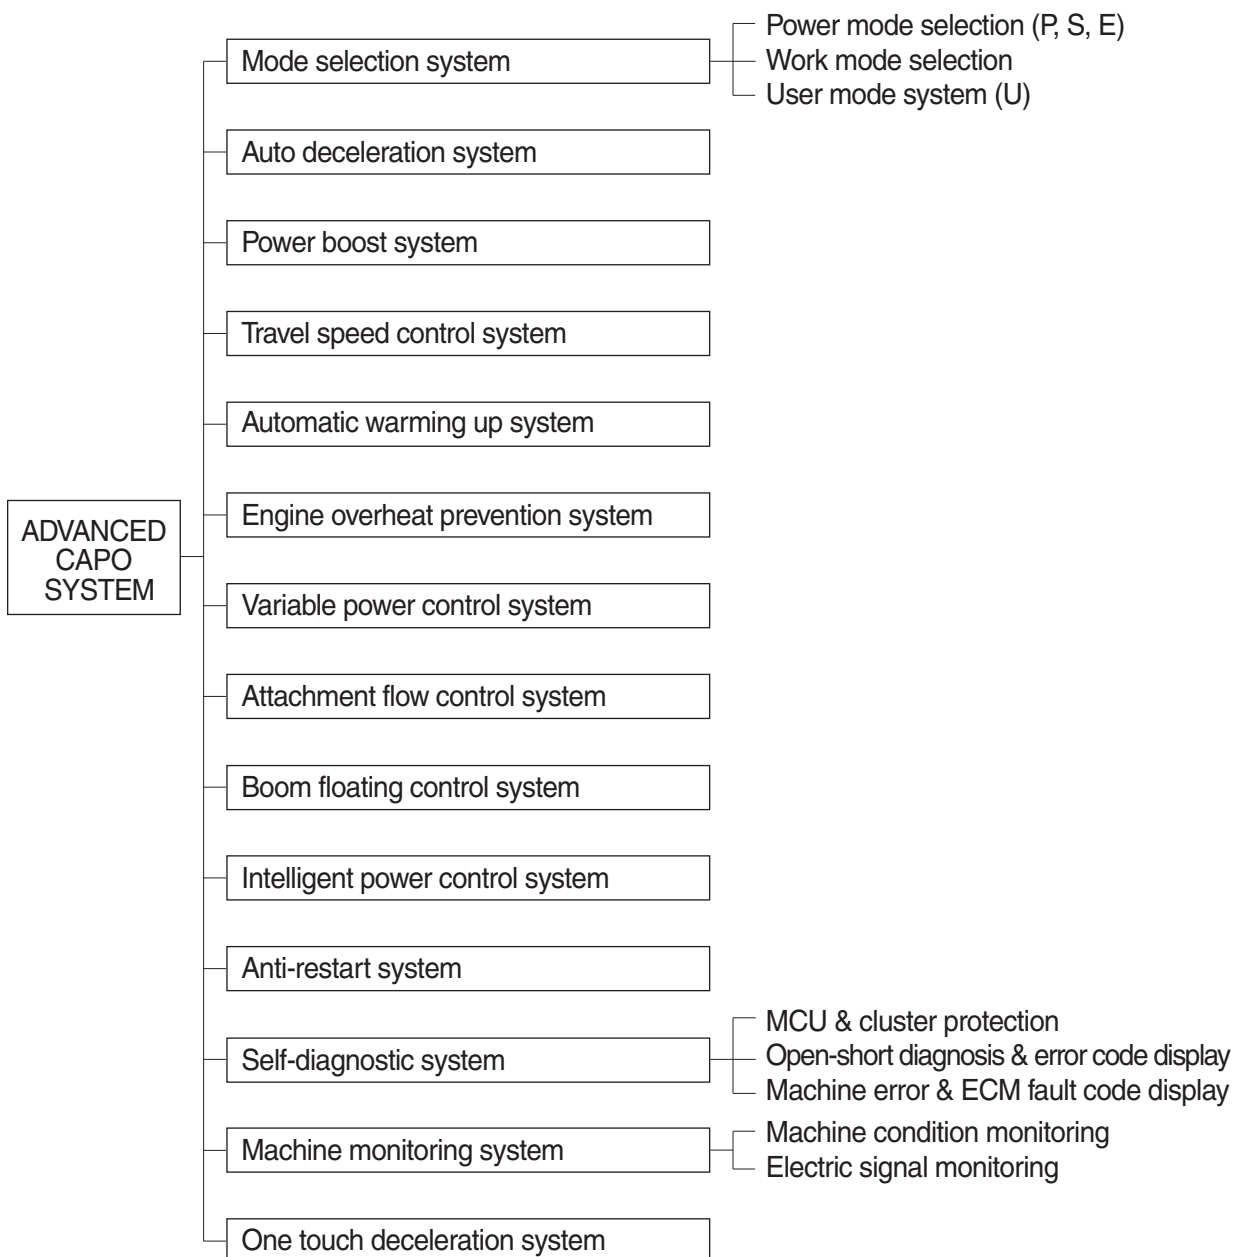 Power mode selection (P, S, E)
Mode selection system
Work mode selection
User mode system (U)
Auto deceleration system
Power boost system
Travel speed control system
Automatic warming up system
Engine overheat prevention system
ADVANCED
CAPO
SYSTEM
Variable power control system
Attachment flow control system
Boom floating control system
Intelligent power control system
Anti-restart system
MCU & cluster protection
Self-diagnostic system
Open-short diagnosis & error code display
Machine error & ECM fault code display
Machine condition monitoring
Machine monitoring system
Electric signal monitoring
One touch deceleration system